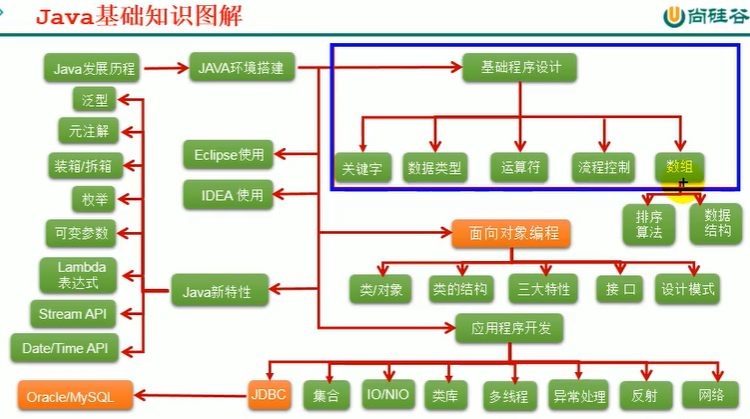 Java基础知识图解
尚硅谷
Java发展历程
JAVA环境搭建
基础程序设计
泛型
元注解
装箱/拆箱
枚举
可变参数
Lambda
表达式
Stream API
Date/Time API
Eclipse使用
IDEA 使用
Java新特性
关键字
数据类型
运算符
流程控制
数组
排序
算法
数据
结构
面向对象编程
类/对象
类的结构
三大特性
接 口
设计模式
应用程序开发
Oracle/MySQL
JDBC
集合
IO/NIO
类库
多线程
异常处理
反射
网络